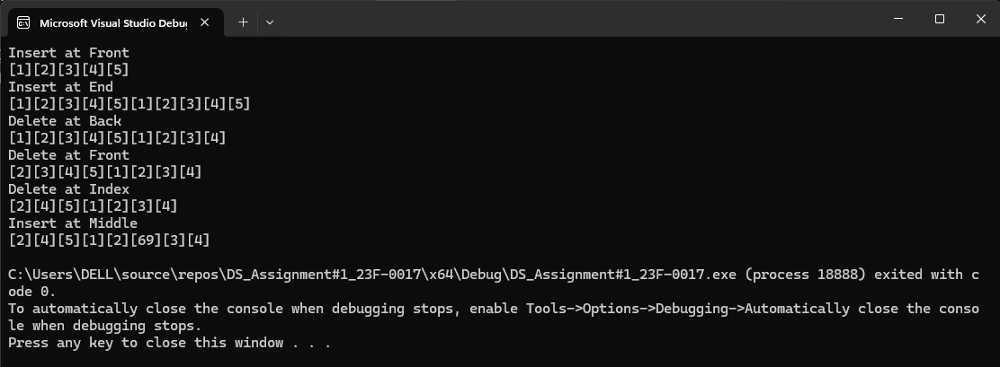 Microsoft Visual Studio Debug
Insert at Front
[1][2][3][4][5]
Insert at End
[1][2][3][4][5][1][2][3][4][5]
Delete at Back
[1][2][3][4][5][1][2][3][4]
Delete at Front
[2][3][4][5][1][2][3][4]
Delete at Index
[2][4][5][1][2][3][4]
Insert at Middle
[2][4][5][1][2][69][3][4]
C:\Users\DELL\source\repos\DS_Assignment#1_23F-0017\x64\Debug\DS_Assignment#1_23F-0017.exe (process 18888) exited with c
ode 0.
To automatically close the console when debugging stops, enable Tools->Options->Debugging->Automatically close the conso
le when debugging stops.
Press any key to close this window . . .